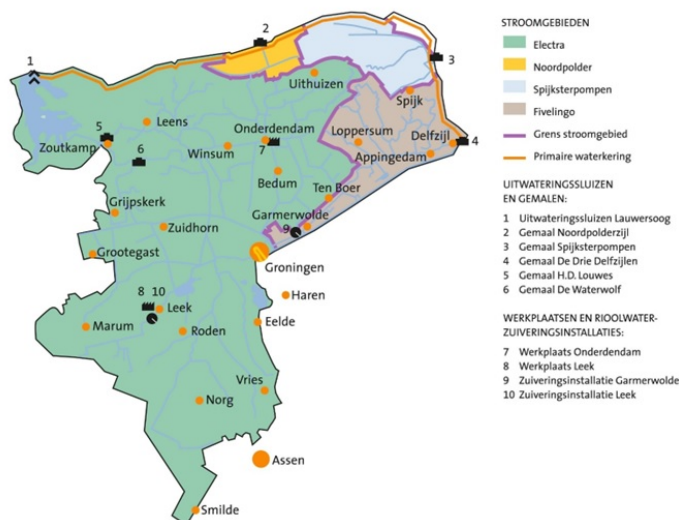 2
1
3
Uithuizen
Spijk
5
Leens
Onderdendam
Loppersum
Delfzijl
4
Zoutkamp
6
Winsum
7
Appingedam
Bedum
Ten Boer
Grijpskerk
Garmerwolde
Zuidhorn
9
Grootegast
Groningen
8 10
Haren
Leek
Marum
Roden
Eelde
Vries
Norg
Assen
Smilde
STROOMGEBIEDEN
Electra
Noordpolder
Spijksterpompen
Fivelingo
Grens stroomgebied
Primaire waterkering
UITWATERINGSSLUIZEN
EN GEMALEN:
1 Uitwateringssluizen Lauwersoog
2 Gemaal Noordpolderzijl
3 Gemaal Spijksterpompen
4 Gemaal De Drie Delfzijlen
5 Gemaal H.D. Louwes
6 Gemaal De Waterwolf
WERKPLAATSEN EN RIOOLWATER-
ZUIVERINGSINSTALLATIES:
7 Werkplaats Onderdendam
8 Werkplaats Leek
9 Zuiveringsinstallatie Garmerwolde
10 Zuiveringsinstallatie Leek